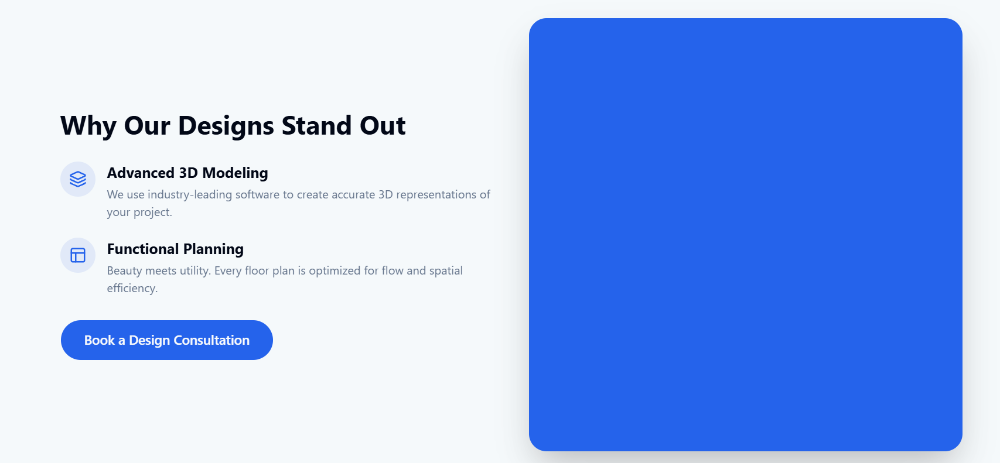 Why Our Designs Stand Out
Advanced 3D Modeling
We use industry-leading software to create accurate 3D representations of
your project.
Functional Planning
Beauty meets utility. Every floor plan is optimized for flow and spatial
efficiency.
Book a Design Consultation